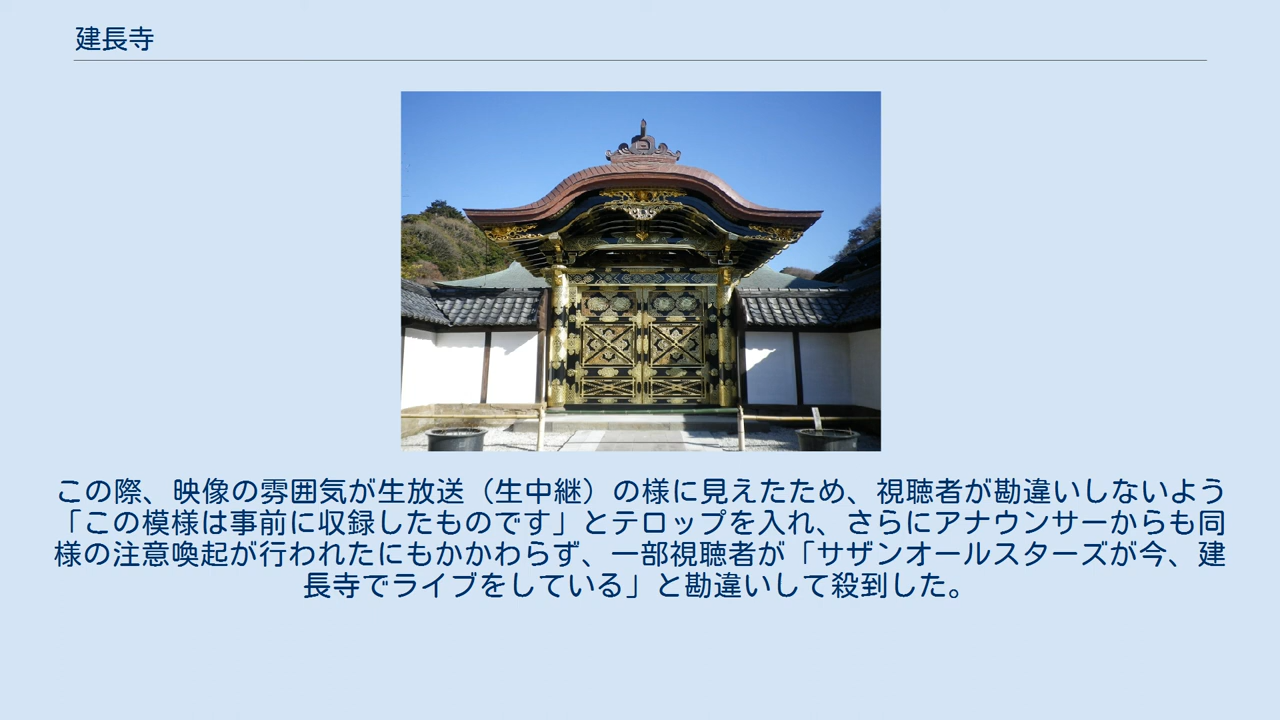 建長寺
この際、映像の雰囲気が生放送（生中継）の様に見えたため、視聴者が勘違いしないよう
「この模様は事前に収録したものです」とテロップを入れ、さらにアナウンサーからも同
様の注意喚起が行われたにもかかわらず、一部視聴者が「サザンオールスターズが今、建
長寺でライブをしている」と勘違いして殺到した。